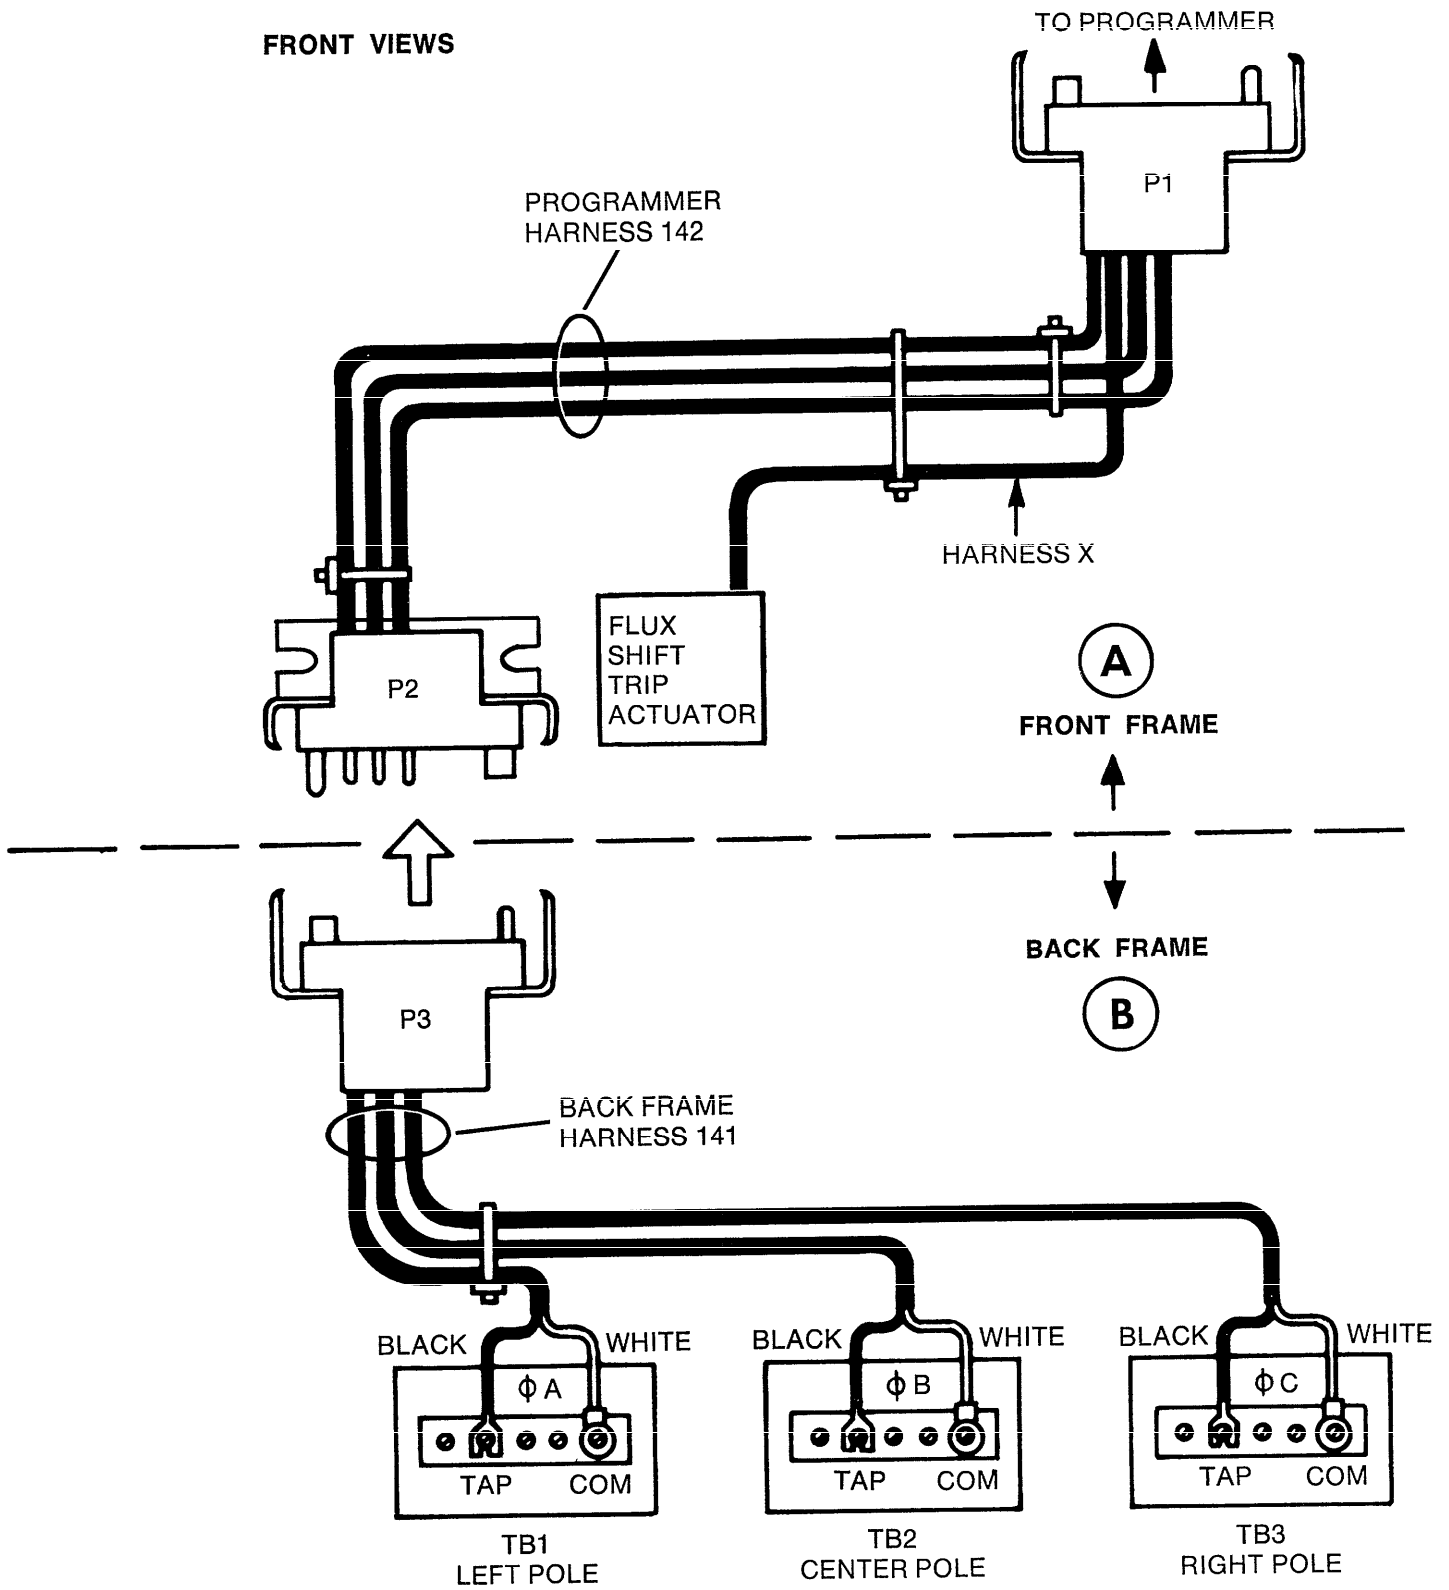 TO PROGRAMMER
FRONT VIEWS
P1
PROGRAMMER
HARNESS 142
HARNESS X
FLUX
SHIFT
TRIP
ACTUATOR
P2
A
FRONT FRAME
BACK FRAME
B
P3
BACK FRAME
HARNESS 141
BLACK
WHITE
BLACK
WHITE
BLACK
WHITE
ϕ A
ϕ B
ϕ C
TAP
COM
TAP
COM
TAP
COM
TB1
LEFT POLE
TB2
CENTER POLE
TB3
RIGHT POLE